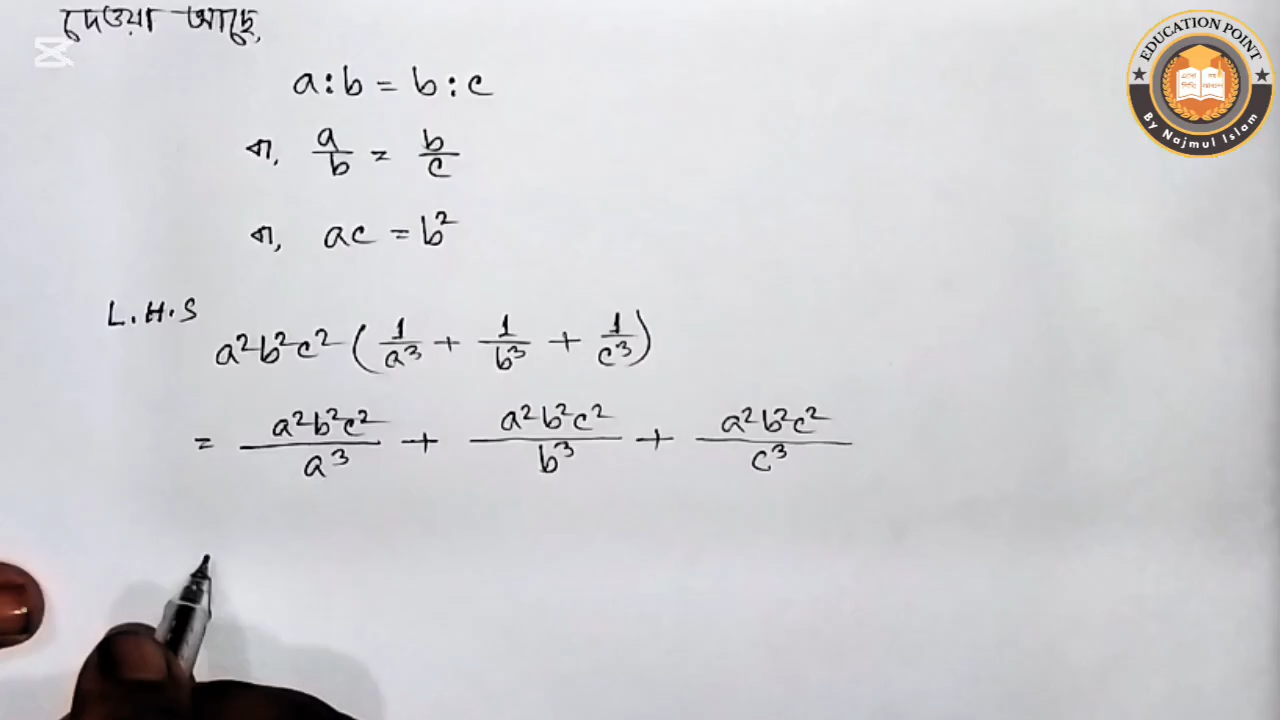 দেওয়া আছে,
a : b = b : c
বা, a/b = b/c
বা, ac = b²
L.H.S
a²b²c² (1/a³ + 1/b³ + 1/c³)
= a²b²c²/a³ + a²b²c²/b³ + a²b²c²/c³
EDUCATION POINT
By Najmul Islam